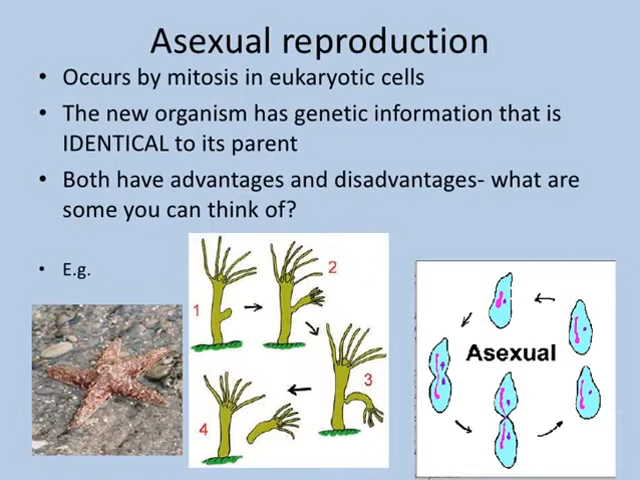 Asexual reproduction
• Occurs by mitosis in eukaryotic cells
• The new organism has genetic information that is
IDENTICAL to its parent
• Both have advantages and disadvantages- what are
some you can think of?
• E.g.
1
2
3
4
Asexual